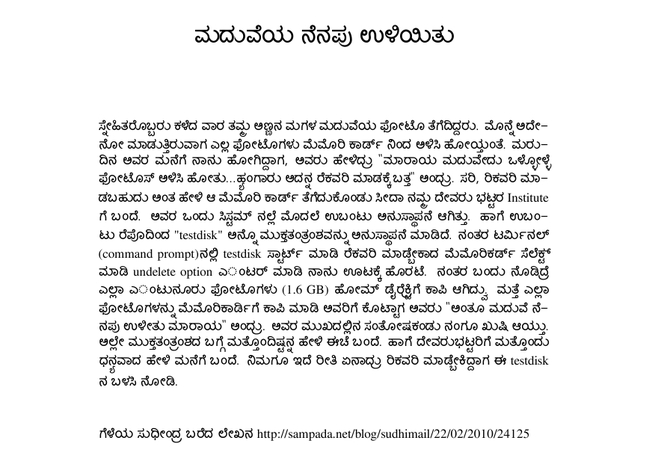 ಮದುವೆಯ ನೆನಪು ಉಳಿಯಿತು
ಸ್ನೇಹಿತರೊಬ್ಬರು ಕಳೆದ ವಾರ ತಮ್ಮ ಅಣ್ಣನ ಮಗಳ ಮದುವೆಯ ಫೋಟೊ ತೆಗೆದಿದ್ದರು. ಮೊನ್ನೆ ಅದೇ-
ನೋ ಮಾಡುತ್ತಿರುವಾಗ ಎಲ್ಲ ಫೋಟೊಗಳು ಮೆಮೊರಿ ಕಾರ್ಡ್ ನಿಂದ ಅಳಿಸಿ ಹೋಯ್ತಂತೆ. ಮರು-
ದಿನ ಅವರ ಮನೆಗೆ ನಾನು ಹೋಗಿದ್ದಾಗ, ಅವರು ಹೇಳಿದ್ರು "ಮಾರಾಯ ಮದುವೇದು ಒಳ್ಳೋಳ್ಳೆ
ಫೋಟೊಸ್ ಅಳಿಸಿ ಹೋತು...ಹ್ಯಂಗಾರು ಅದನ್ನ ರೆಕವರಿ ಮಾಡಕ್ಕೆ ಬತ್ತ" ಅಂದ್ರು. ಸರಿ, ರಿಕವರಿ ಮಾ-
ಡಬಹುದು ಅಂತ ಹೇಳಿ ಆ ಮೆಮೊರಿ ಕಾರ್ಡ್ ತೆಗೆದುಕೊಂಡು ಸೀದಾ ನಮ್ಮ ದೇವರು ಭಟ್ಟರ Institute
ಗೆ ಬಂದೆ. ಅವರ ಒಂದು ಸಿಸ್ಟಮ್ ನಲ್ಲೆ ಮೊದಲೆ ಉಬಂಟು ಅನುಸ್ಥಾಪನೆ ಆಗಿತ್ತು. ಹಾಗೆ ಉಬಂ-
ಟು ರೆಪೊದಿಂದ "testdisk" ಅನ್ನೊ ಮುಕ್ತತಂತ್ರಂಶವನ್ನು ಅನುಸ್ಥಾಪನೆ ಮಾಡಿದೆ. ನಂತರ ಟರ್ಮಿನಲ್
(command prompt)ನಲ್ಲಿ testdisk ಸ್ಟಾರ್ಟ್ ಮಾಡಿ ರೆಕವರಿ ಮಾಡ್ಬೇಕಾದ ಮೆಮೊರಿಕರ್ಡ್ ಸೆಲೆಕ್ಟ್
ಮಾಡಿ undelete option ಎಂಟರ್ ಮಾಡಿ ನಾನು ಊಟಕ್ಕೆ ಹೊರಟೆ. ನಂತರ ಬಂದು ನೊಡಿದ್ರೆ
ಎಲ್ಲಾ ಎಂಟುನೂರು ಫೋಟೊಗಳು (1.6 GB) ಹೋಮ್ ಡೈರೆಕ್ಟ್ರಿಗೆ ಕಾಪಿ ಆಗಿದ್ವು. ಮತ್ತೆ ಎಲ್ಲಾ
ಫೋಟೊಗಳನ್ನು ಮೆಮೊರಿಕಾರ್ಡಿಗೆ ಕಾಪಿ ಮಾಡಿ ಅವರಿಗೆ ಕೊಟ್ಟಾಗ ಅವರು "ಅಂತೂ ಮದುವೆ ನೆ-
ನಪು ಉಳೀತು ಮಾರಾಯ" ಅಂದ್ರು. ಅವರ ಮುಖದಲ್ಲಿನ ಸಂತೋಷಕಂಡು ನಂಗೂ ಖುಷಿ ಆಯ್ತು.
ಅಲ್ಲೇ ಮುಕ್ತತಂತ್ರಂಶದ ಬಗ್ಗೆ ಮತ್ತೊಂದಿಷ್ಟನ್ನ ಹೇಳಿ ಈಚೆ ಬಂದೆ. ಹಾಗೆ ದೇವರುಭಟ್ಟರಿಗೆ ಮತ್ತೊಂದು
ಧನ್ಯವಾದ ಹೇಳಿ ಮನೆಗೆ ಬಂದೆ. ನಿಮಗೂ ಇದೆ ರೀತಿ ಏನಾದ್ರು ರಿಕವರಿ ಮಾಡ್ಬೇಕಿದ್ದಾಗ ಈ testdisk
ನ ಬಳಸಿ ನೋಡಿ.
ಗೆಳೆಯ ಸುಧೀಂದ್ರ ಬರೆದ ಲೇಖನ http://sampada.net/blog/sudhimail/22/02/2010/24125